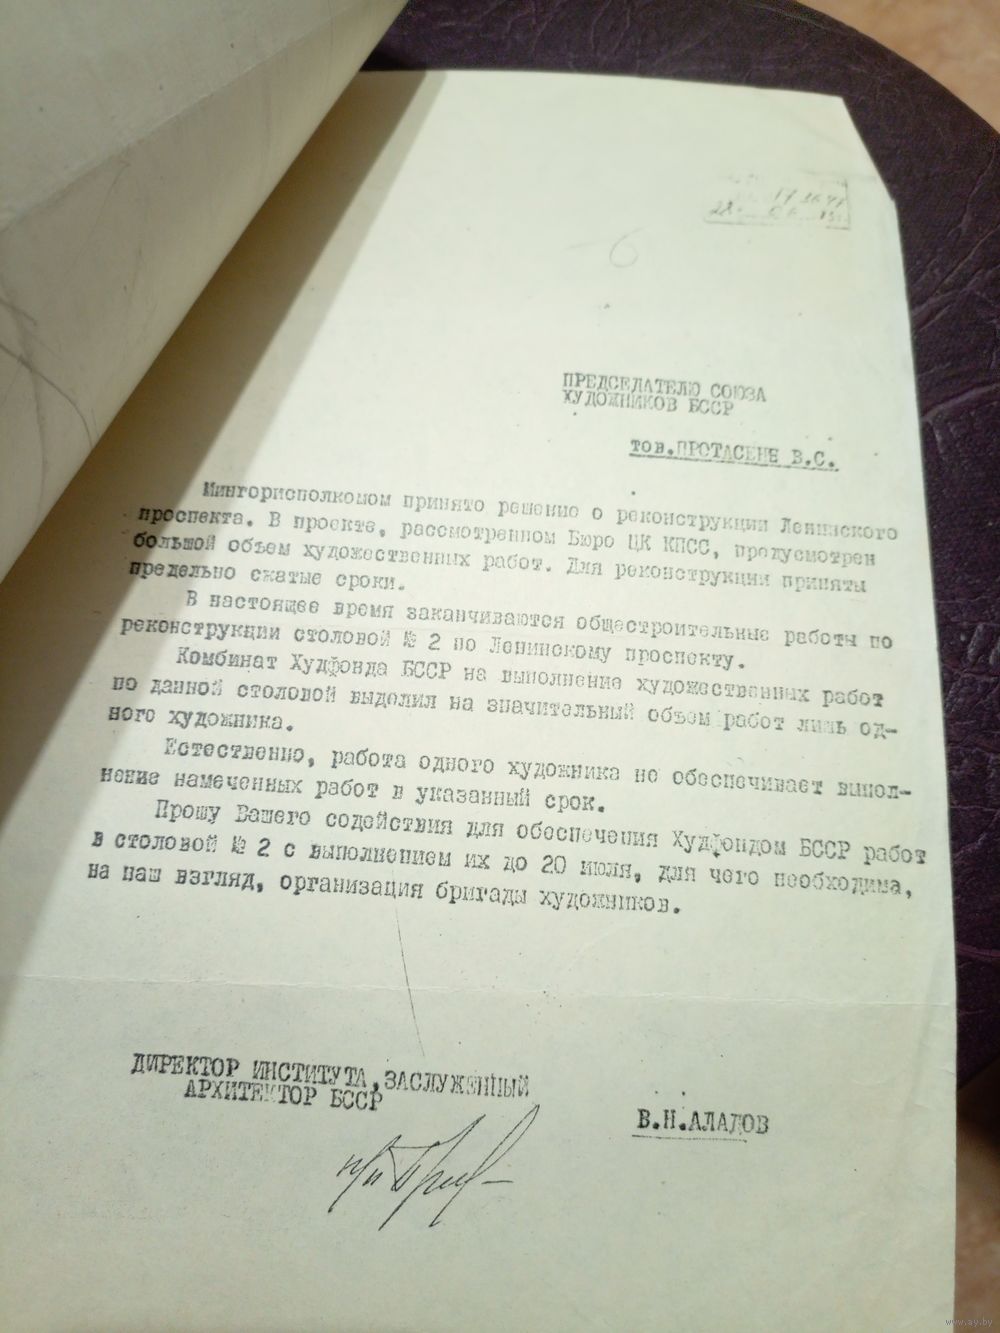 6
ПРЕДСЕДАТЕЛЮ СОЮЗА
ХУДОЖНИКОВ БССР
тов.ПРОТАСЕНЕ В.С.
Мингорисполкомом принято решение о реконструкции Ленинского
проспекта. В проекте, рассмотренном Бюро ЦК КПСС, предусмотрен
большой объем художественных работ. Для реконструкции приняты
предельно сжатые сроки.
В настоящее время заканчиваются общестроительные работы по
реконструкции столовой № 2 по Ленинскому проспекту.
Комбинат Худфонда БССР на выполнение художественных работ
по данной столовой выделил на значительный объем работ лишь од-
ного художника.
Естественно, работа одного художника не обеспечивает выпол-
нение намеченных работ в указанный срок.
Прошу Вашего содействия для обеспечения Худфондом БССР работ
в столовой № 2 с выполнением их до 20 июля, для чего необходима,
на наш взгляд, организация бригады художников.
ДИРЕКТОР ИНСТИТУТА, ЗАСЛУЖЕННЫЙ
АРХИТЕКТОР БССР
В.Н.АЛАДОВ
www.ay.by